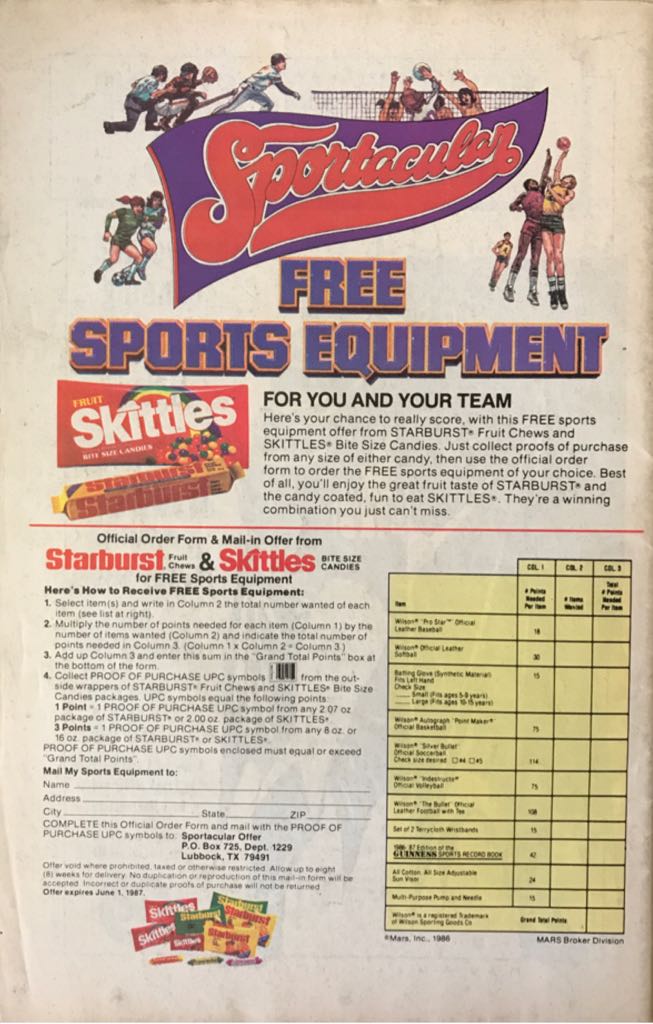 Sportacular
FREE
SPORTS EQUIPMENT
FRUIT
Skittles
BITE SIZE CANDIES
Starburst
Starburst
FOR YOU AND YOUR TEAM
Here's your chance to really score, with this FREE sports
equipment offer from STARBURST® Fruit Chews and
SKITTLES® Bite Size Candies. Just collect proofs of purchase
from any size of either candy, then use the official order
form to order the FREE sports equipment of your choice. Best
of all, you'll enjoy the great fruit taste of STARBURST® and
the candy coated, fun to eat SKITTLES®. They're a winning
combination you just can't miss.
Official Order Form & Mail-in Offer from
Starburst Fruit Chews & Skittles BITE SIZE CANDIES
for FREE Sports Equipment
Here's How to Receive FREE Sports Equipment:
1. Select item(s) and write in Column 2 the total number wanted of each
item (see list at right).
2. Multiply the number of points needed for each item (Column 1) by the
number of items wanted (Column 2) and indicate the total number of
points needed in Column 3. (Column 1 x Column 2 = Column 3.)
3. Add up Column 3 and enter this sum in the "Grand Total Points" box at
the bottom of the form.
4. Collect PROOF OF PURCHASE UPC symbols from the out-
side wrappers of STARBURST® Fruit Chews and SKITTLES® Bite Size
Candies packages. UPC symbols equal the following points:
1 Point = 1 PROOF OF PURCHASE UPC symbol from any 2.07 oz
package of STARBURST® or 2.00 oz. package of SKITTLES®.
3 Points = 1 PROOF OF PURCHASE UPC symbol from any 8 oz. or
16 oz. package of STARBURST® or SKITTLES®.
PROOF OF PURCHASE UPC symbols enclosed must equal or exceed
"Grand Total Points".
Mail My Sports Equipment to:
Name
Address
City State ZIP
COMPLETE this Official Order Form and mail with the PROOF OF
PURCHASE UPC symbols to: Sportacular Offer
P.O. Box 725, Dept. 1229
Lubbock, TX 79491
Offer void where prohibited, taxed or otherwise restricted. Allow up to eight
(8) weeks for delivery. No duplication or reproduction of this mail-in form will be
accepted. Incorrect or duplicate proofs of purchase will not be returned.
Offer expires June 1, 1987.
Skittles Starburst Starburst
Skittles Skittles Starburst
COL. 1 COL. 2 COL. 3
Item # Points Needed Per Item # Items Wanted Total # Points Needed Per Item
Wilson® "Pro Star"™ Official
Leather Baseball 18
Wilson® Official Leather
Softball 30
Batting Glove (Synthetic Material) 15
Fits Left Hand
Check Size
Small (Fits ages 5-9 years)
Large (Fits ages 10-15 years)
Wilson® Autograph "Point Maker®"
Official Basketball 75
Wilson® "Silver Bullet"
Official Soccerball
Check size desired □ #4 □ #5 114
Wilson® "Indestructo®"
Official Volleyball 75
Wilson® "The Bullet" Official
Leather Football with Tee 108
Set of 2 Terrycloth Wristbands 15
1986-87 Edition of the
GUINNESS SPORTS RECORD BOOK 42
All Cotton, All Size Adjustable
Sun Visor 24
Multi-Purpose Pump and Needle 15
Wilson® is a registered Trademark
of Wilson Sporting Goods Co Grand Total Points
©Mars, Inc., 1986 MARS Broker Division